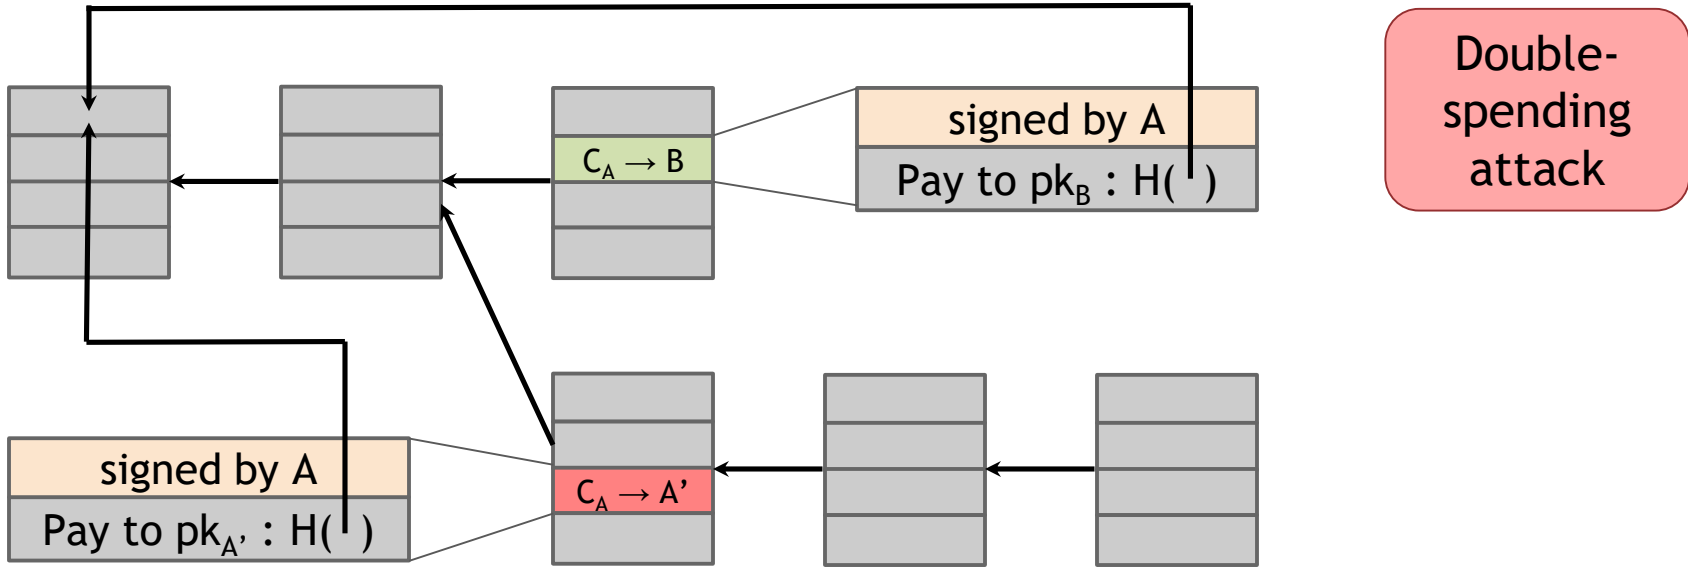 Double-
spending
attack
signed by A
C_A → B
Pay to pk_B : H( )
signed by A
C_A → A’
Pay to pk_A’ : H( )